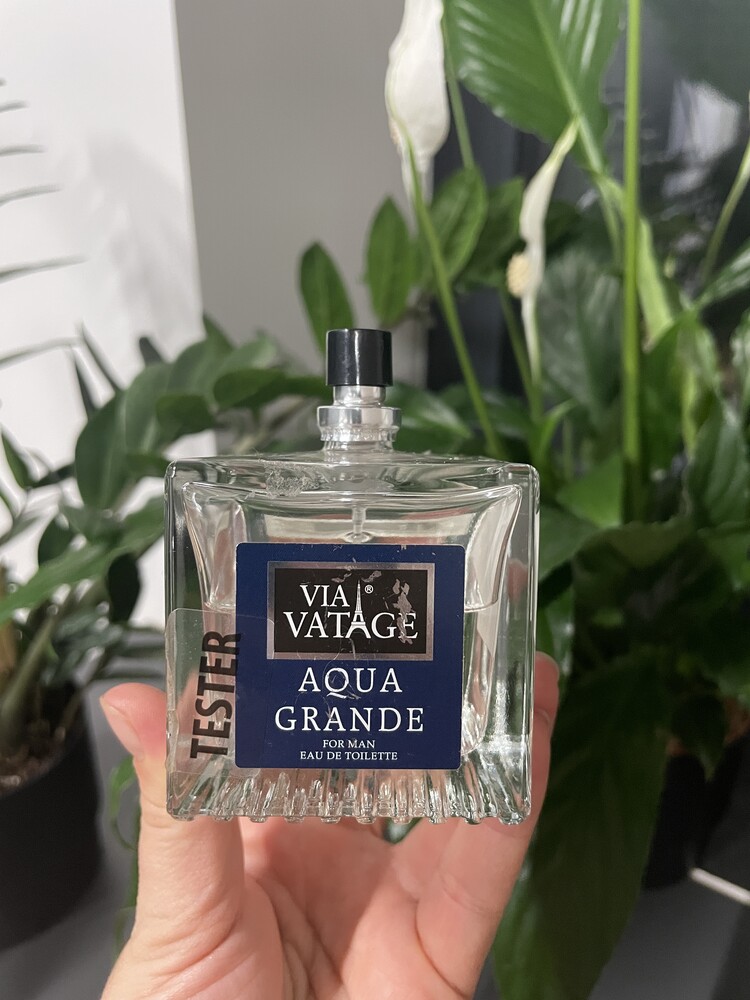 VIA®
VATAGE
AQUA
GRANDE
FOR MAN
EAU DE TOILETTE
TESTER